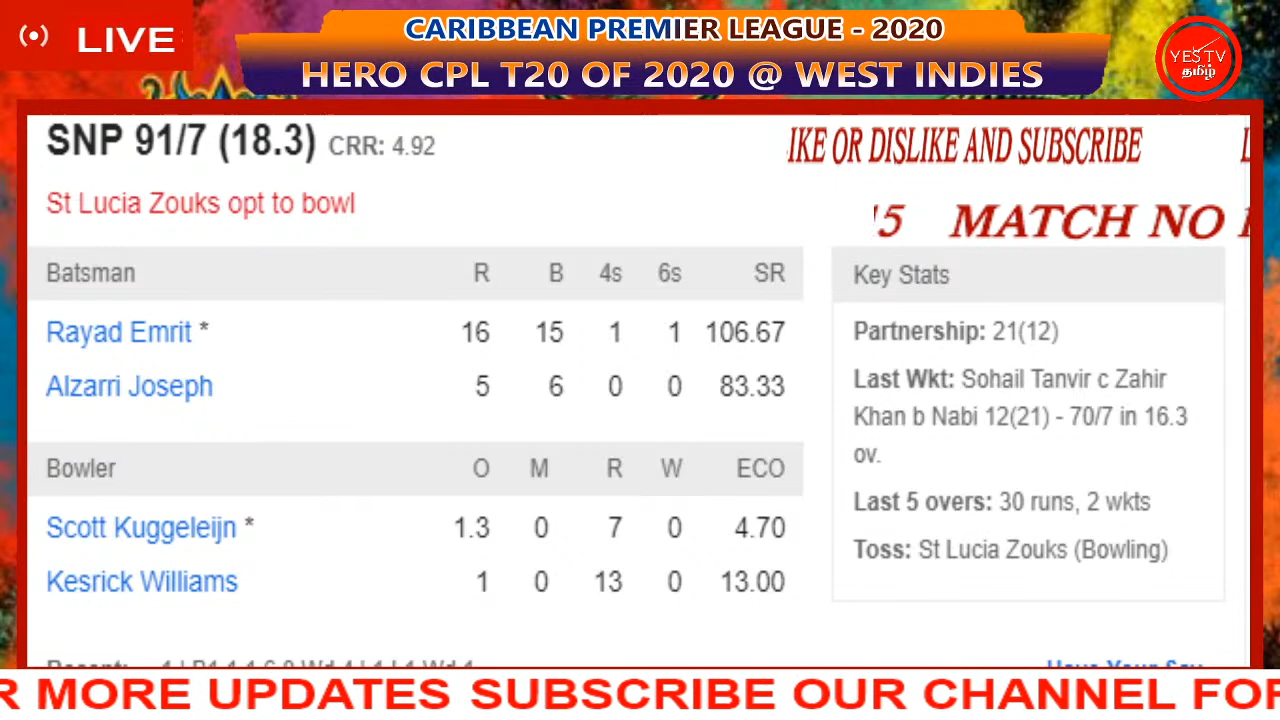 LIVE
CARIBBEAN PREMIER LEAGUE - 2020
HERO CPL T20 OF 2020 @ WEST INDIES
YES TV
தமிழ்
SNP 91/7 (18.3) CRR: 4.92
IKE OR DISLIKE AND SUBSCRIBE
St Lucia Zouks opt to bowl
15 MATCH NO
Batsman R B 4s 6s SR
Rayad Emrit * 16 15 1 1 106.67
Alzarri Joseph 5 6 0 0 83.33
Bowler O M R W ECO
Scott Kuggeleijn * 1.3 0 7 0 4.70
Kesrick Williams 1 0 13 0 13.00
Key Stats
Partnership: 21(12)
Last Wkt: Sohail Tanvir c Zahir
Khan b Nabi 12(21) - 70/7 in 16.3
ov.
Last 5 overs: 30 runs, 2 wkts
Toss: St Lucia Zouks (Bowling)
R MORE UPDATES SUBSCRIBE OUR CHANNEL FOR